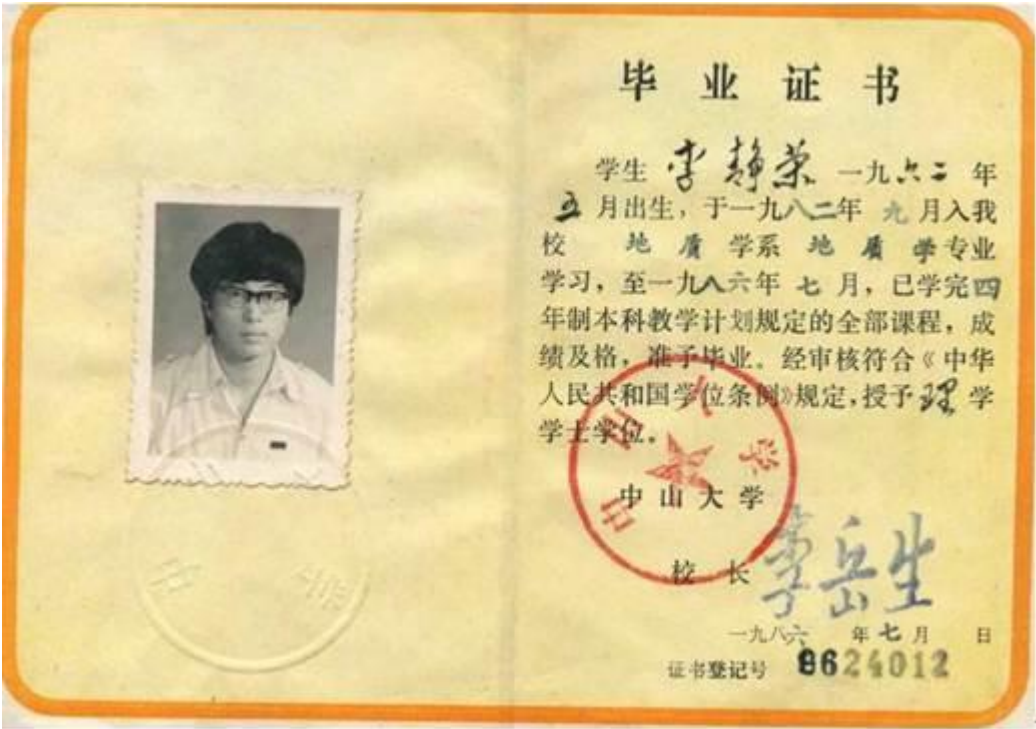 毕业证书
学生 李静荣 一九六二 年
五 月出生，于一九八二年 九 月入我
校 地质 学系 地质学 专业
学习，至一九八六年 七 月，已学完四
年制本科教学计划规定的全部课程，成
绩及格，准予毕业。经审核符合《中华
人民共和国学位条例》规定，授予理学
学士学位。
中山大学
校 长 李岳生
一九八六 年七月 日
证书登记号 8624012